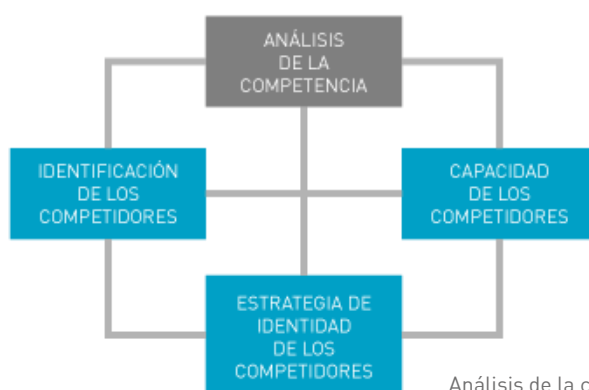 ANÁLISIS
DE LA
COMPETENCIA
IDENTIFICACIÓN
DE LOS
COMPETIDORES
CAPACIDAD
DE LOS
COMPETIDORES
ESTRATEGIA DE
IDENTIDAD
DE LOS
COMPETIDORES
Análisis de la c